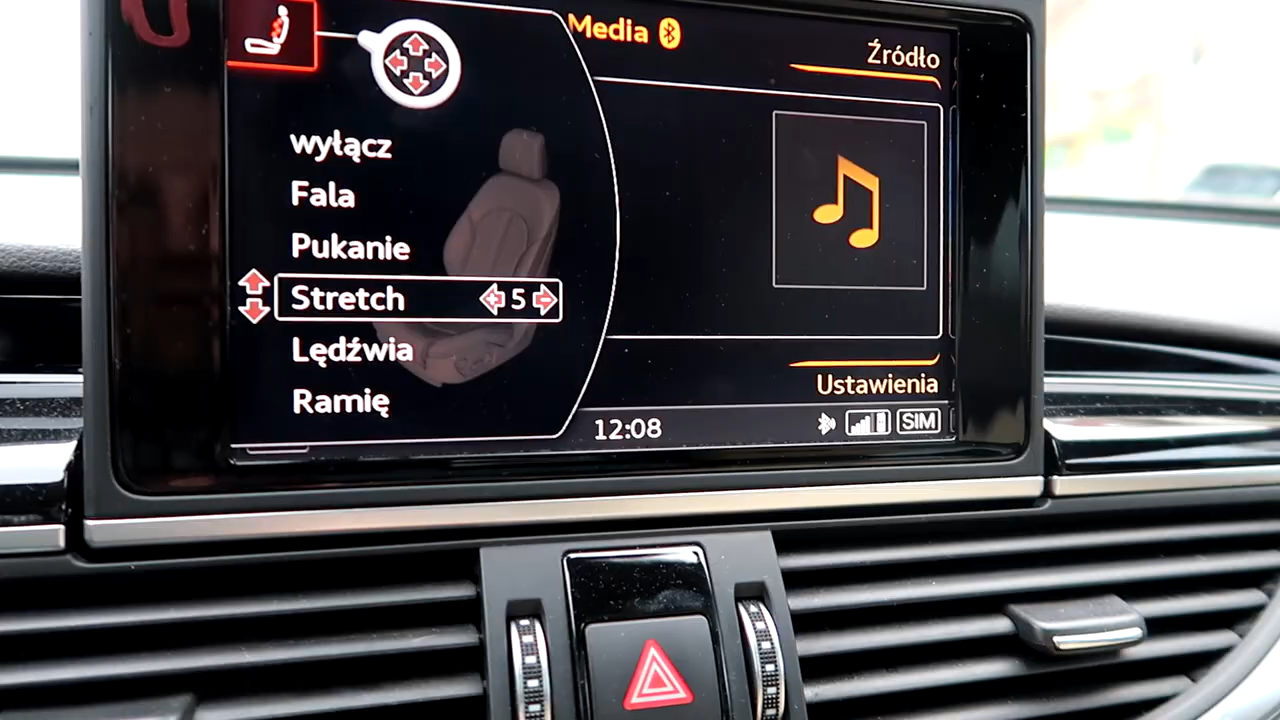 Media
Źródło
wyłącz
Fala
Pukanie
Stretch 5
Lędźwia
Ramię
Ustawienia
12:08
SIM